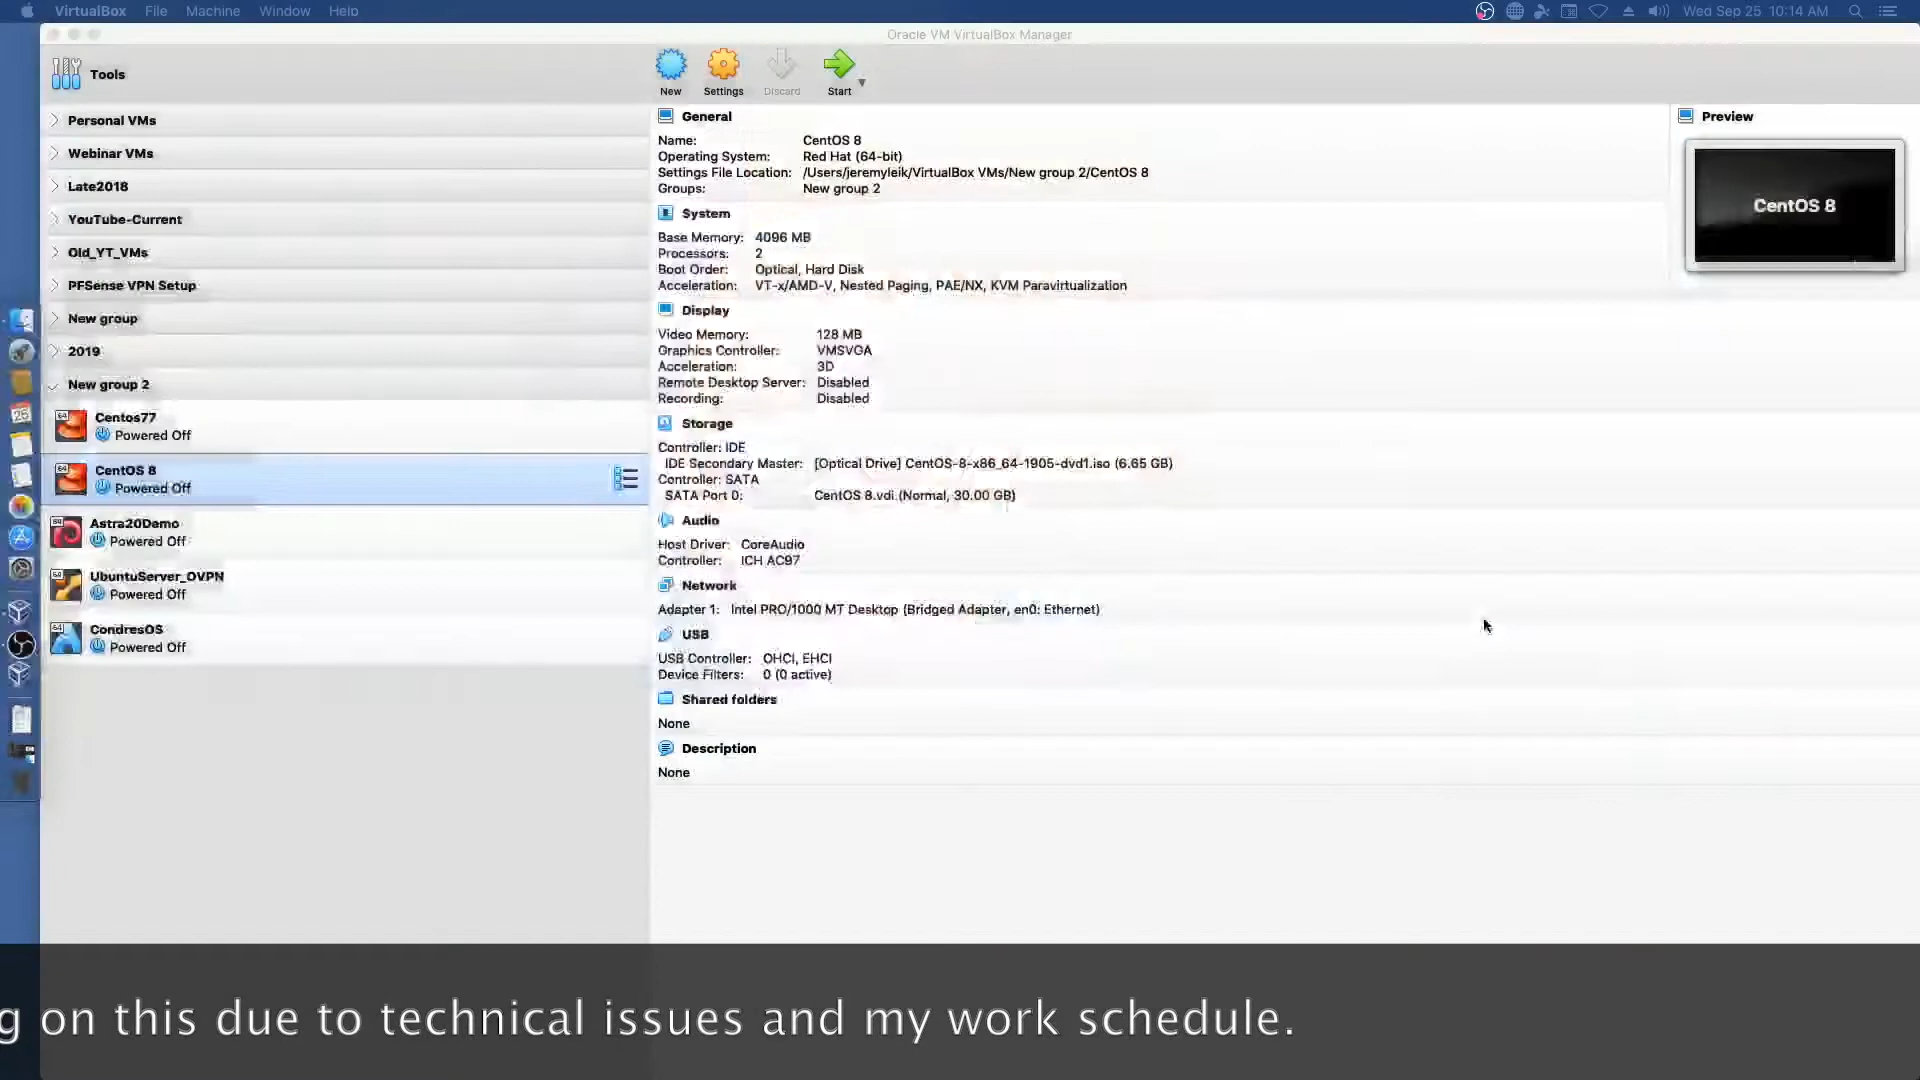 VirtualBox File Machine Window Help
Wed Sep 25 10:14 AM
Oracle VM VirtualBox Manager
Tools
New
Settings
Discard
Start
Personal VMs
Webinar VMs
Late2018
YouTube-Current
Old_YT_VMs
PFSense VPN Setup
New group
2019
New group 2
Centos77
Powered Off
CentOS 8
Powered Off
Astra20Demo
Powered Off
UbuntuServer_OVPN
Powered Off
CondresOS
Powered Off
General
Name: CentOS 8
Operating System: Red Hat (64-bit)
Settings File Location: /Users/jeremyleik/VirtualBox VMs/New group 2/CentOS 8
Groups: New group 2
System
Base Memory: 4096 MB
Processors: 2
Boot Order: Optical, Hard Disk
Acceleration: VT-x/AMD-V, Nested Paging, PAE/NX, KVM Paravirtualization
Display
Video Memory: 128 MB
Graphics Controller: VMSVGA
Acceleration: 3D
Remote Desktop Server: Disabled
Recording: Disabled
Storage
Controller: IDE
IDE Secondary Master: [Optical Drive] CentOS-8-x86_64-1905-dvd1.iso (6.65 GB)
Controller: SATA
SATA Port 0: CentOS 8.vdi (Normal, 30.00 GB)
Audio
Host Driver: CoreAudio
Controller: ICH AC97
Network
Adapter 1: Intel PRO/1000 MT Desktop (Bridged Adapter, en0: Ethernet)
USB
USB Controller: OHCI, EHCI
Device Filters: 0 (0 active)
Shared folders
None
Description
None
Preview
CentOS 8
g on this due to technical issues and my work schedule.